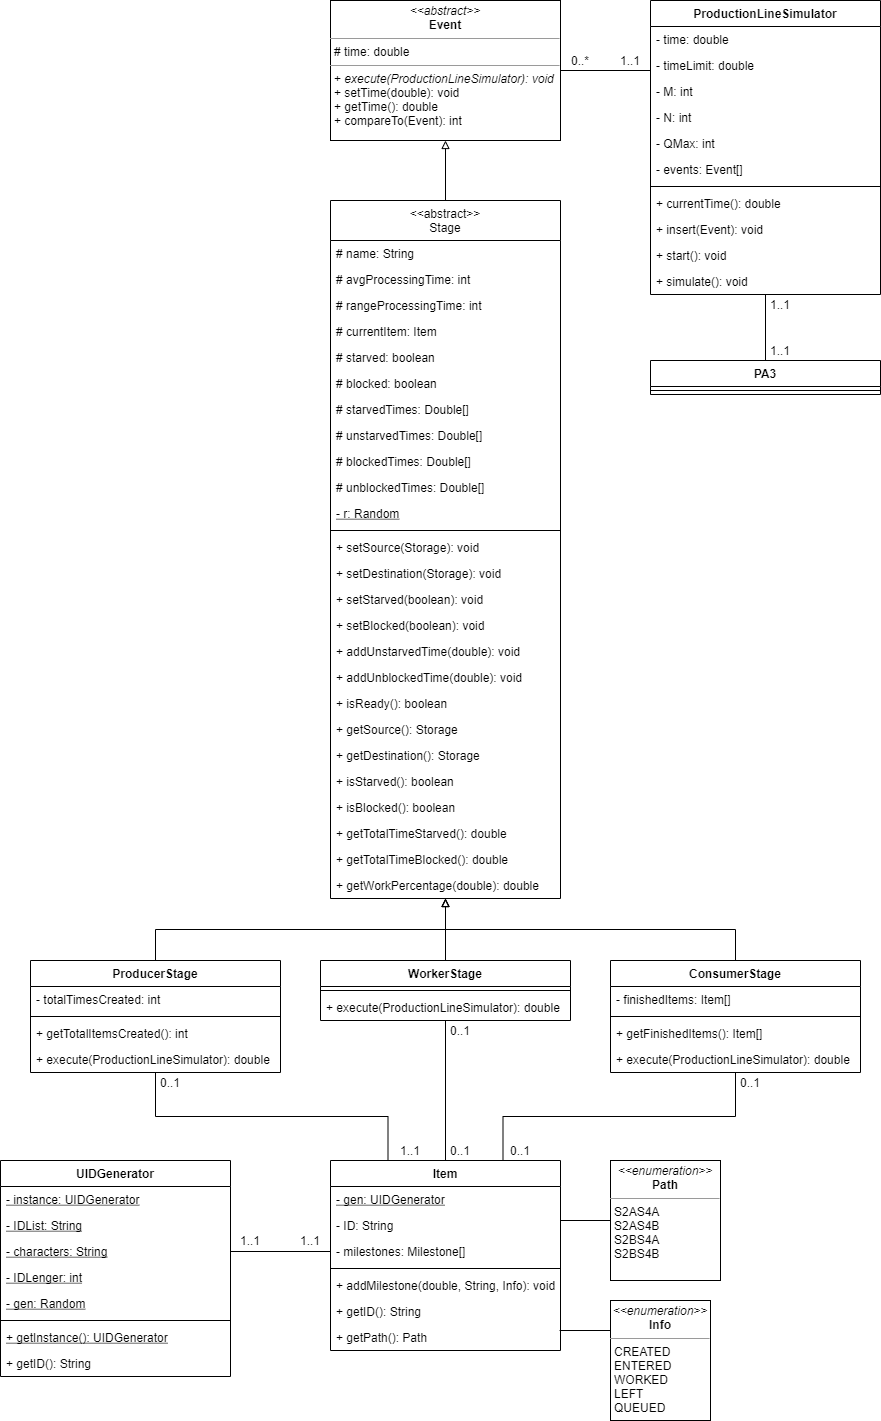 <<abstract>>
Event
# time: double
+ execute(ProductionLineSimulator): void
+ setTime(double): void
+ getTime(): double
+ compareTo(Event): int
0..*
1..1
ProductionLineSimulator
- time: double
- timeLimit: double
- M: int
- N: int
- QMax: int
- events: Event[]
+ currentTime(): double
+ insert(Event): void
+ start(): void
+ simulate(): void
1..1
1..1
PA3
<<abstract>>
Stage
# name: String
# avgProcessingTime: int
# rangeProcessingTime: int
# currentItem: Item
# starved: boolean
# blocked: boolean
# starvedTimes: Double[]
# unstarvedTimes: Double[]
# blockedTimes: Double[]
# unblockedTimes: Double[]
- r: Random
+ setSource(Storage): void
+ setDestination(Storage): void
+ setStarved(boolean): void
+ setBlocked(boolean): void
+ addUnstarvedTime(double): void
+ addUnblockedTime(double): void
+ isReady(): boolean
+ getSource(): Storage
+ getDestination(): Storage
+ isStarved(): boolean
+ isBlocked(): boolean
+ getTotalTimeStarved(): double
+ getTotalTimeBlocked(): double
+ getWorkPercentage(double): double
ProducerStage
- totalTimesCreated: int
+ getTotalItemsCreated(): int
+ execute(ProductionLineSimulator): double
0..1
WorkerStage
+ execute(ProductionLineSimulator): double
0..1
ConsumerStage
- finishedItems: Item[]
+ getFinishedItems(): Item[]
+ execute(ProductionLineSimulator): double
0..1
1..1
0..1
0..1
UIDGenerator
- instance: UIDGenerator
- IDList: String
- characters: String
- IDLenger: int
- gen: Random
+ getInstance(): UIDGenerator
+ getID(): String
1..1
1..1
Item
- gen: UIDGenerator
- ID: String
- milestones: Milestone[]
+ addMilestone(double, String, Info): void
+ getID(): String
+ getPath(): Path
<<enumeration>>
Path
S2AS4A
S2AS4B
S2BS4A
S2BS4B
<<enumeration>>
Info
CREATED
ENTERED
WORKED
LEFT
QUEUED